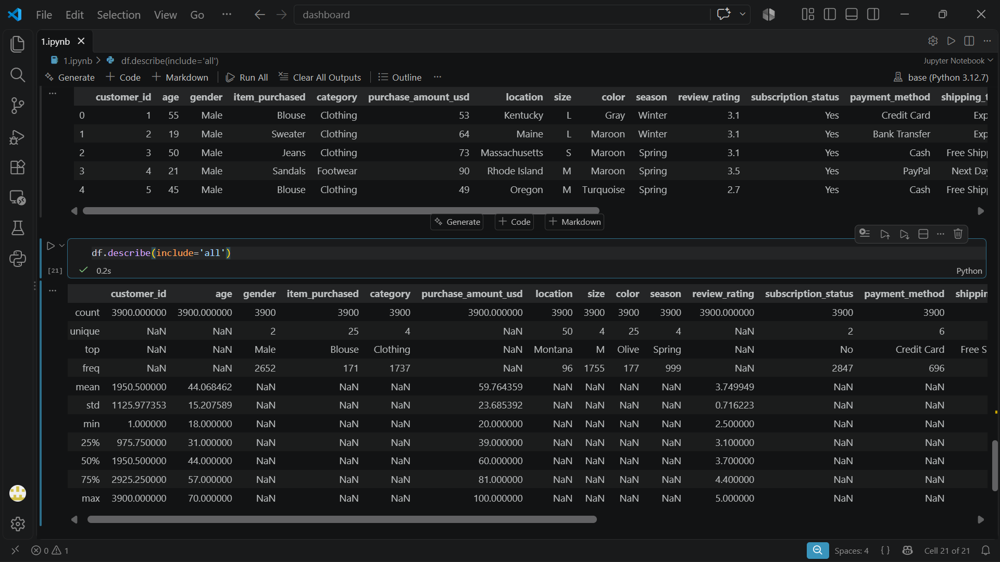 File Edit Selection View Go ··· dashboard
1.ipynb
1.ipynb > df.describe(include='all') Jupyter Notebook
Generate + Code + Markdown Run All Clear All Outputs Outline ··· base (Python 3.12.7)
customer_id age gender item_purchased category purchase_amount_usd location size color season review_rating subscription_status payment_method shipping_t
0 1 55 Male Blouse Clothing 53 Kentucky L Gray Winter 3.1 Yes Credit Card Exp
1 2 19 Male Sweater Clothing 64 Maine L Maroon Winter 3.1 Yes Bank Transfer Exp
2 3 50 Male Jeans Clothing 73 Massachusetts S Maroon Spring 3.1 Yes Cash Free Ship
3 4 21 Male Sandals Footwear 90 Rhode Island M Maroon Spring 3.5 Yes PayPal Next Day
4 5 45 Male Blouse Clothing 49 Oregon M Turquoise Spring 2.7 Yes Cash Free Ship
Generate + Code + Markdown
df.describe(include='all')
[21] 0.2s Python
customer_id age gender item_purchased category purchase_amount_usd location size color season review_rating subscription_status payment_method shippin
count 3900.000000 3900.000000 3900 3900 3900 3900.000000 3900 3900 3900 3900 3900.000000 3900 3900
unique NaN NaN 2 25 4 NaN 50 4 25 4 NaN 2 6
top NaN NaN Male Blouse Clothing NaN Montana M Olive Spring NaN No Credit Card Free S
freq NaN NaN 2652 171 1737 NaN 96 1755 177 999 NaN 2847 696
mean 1950.500000 44.068462 NaN NaN NaN 59.764359 NaN NaN NaN NaN 3.749949 NaN NaN
std 1125.977353 15.207589 NaN NaN NaN 23.685392 NaN NaN NaN NaN 0.716223 NaN NaN
min 1.000000 18.000000 NaN NaN NaN 20.000000 NaN NaN NaN NaN 2.500000 NaN NaN
25% 975.750000 31.000000 NaN NaN NaN 39.000000 NaN NaN NaN NaN 3.100000 NaN NaN
50% 1950.500000 44.000000 NaN NaN NaN 60.000000 NaN NaN NaN NaN 3.700000 NaN NaN
75% 2925.250000 57.000000 NaN NaN NaN 81.000000 NaN NaN NaN NaN 4.400000 NaN NaN
max 3900.000000 70.000000 NaN NaN NaN 100.000000 NaN NaN NaN NaN 5.000000 NaN NaN
0 1 Spaces: 4 {} Cell 21 of 21